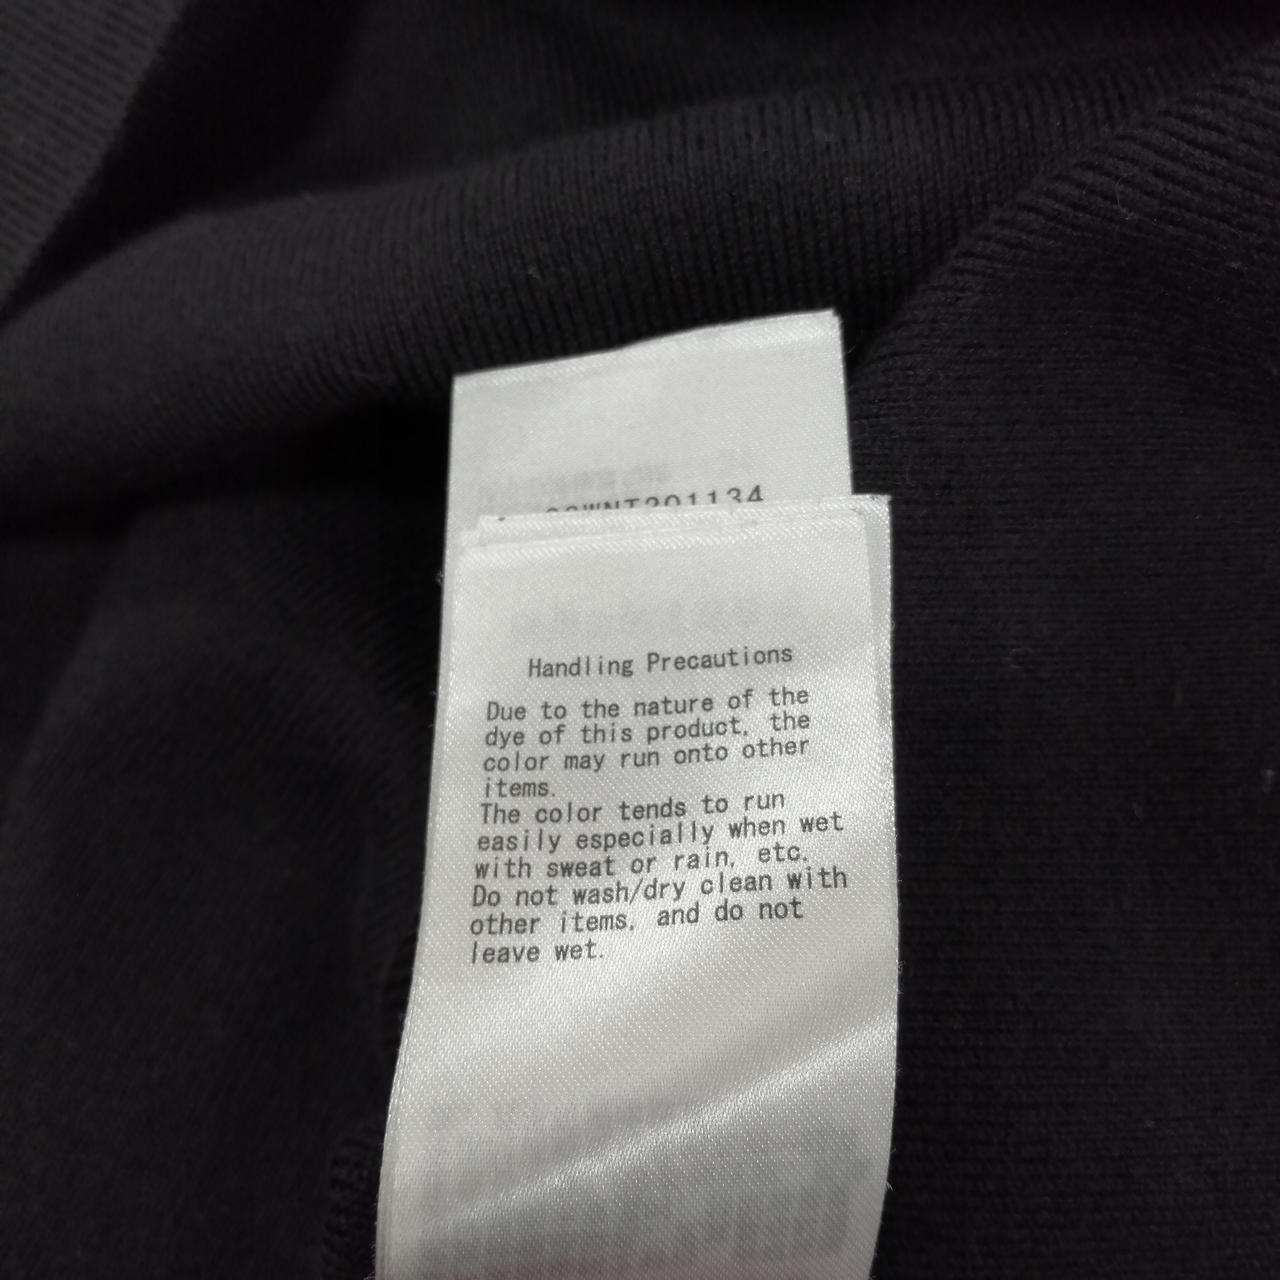 Handling Precautions
Due to the nature of the
dye of this product, the
color may run onto other
items.
The color tends to run
easily especially when wet
with sweat or rain, etc.
Do not wash/dry clean with
other items, and do not
leave wet.